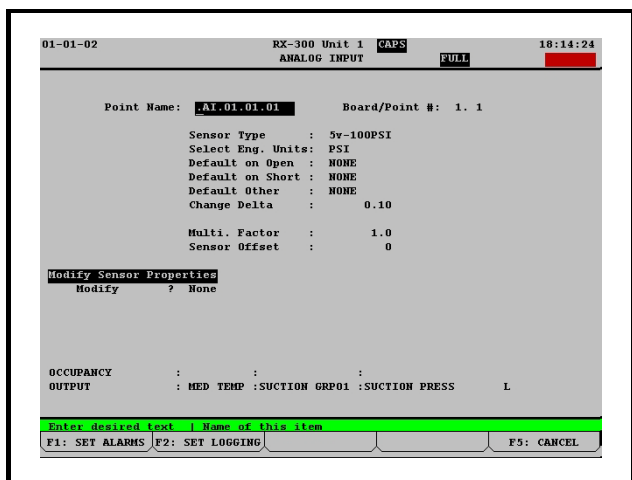 01-01-02 RX-300 Unit 1 CAPS 18:14:24
ANALOG INPUT FULL
Point Name: .AI.01.01.01 Board/Point #: 1. 1
Sensor Type : 5v-100PSI
Select Eng. Units: PSI
Default on Open : NONE
Default on Short : NONE
Default Other : NONE
Change Delta : 0.10
Multi. Factor : 1.0
Sensor Offset : 0
Modify Sensor Properties
Modify ? None
OCCUPANCY : : :
OUTPUT : MED TEMP :SUCTION GRP01 :SUCTION PRESS L
Enter desired text | Name of this item
F1: SET ALARMS F2: SET LOGGING F5: CANCEL